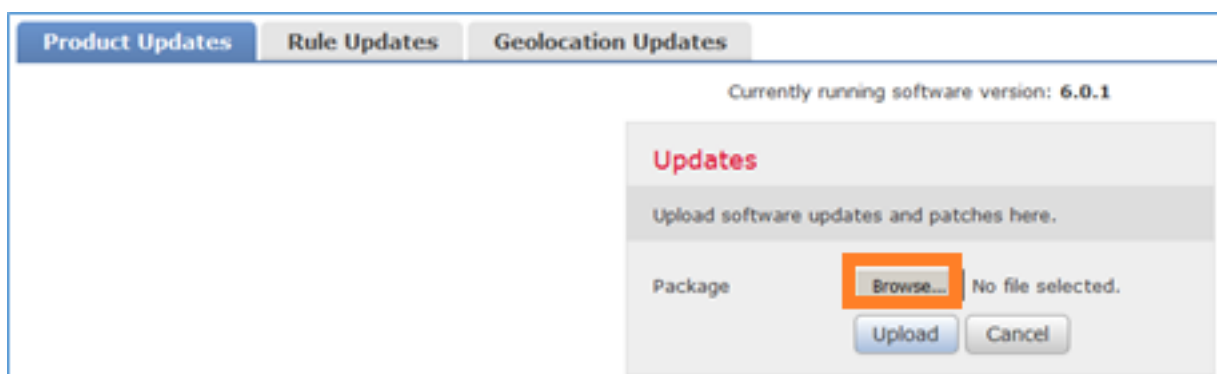 Product Updates Rule Updates Geolocation Updates
Currently running software version: 6.0.1
Updates
Upload software updates and patches here.
Package Browse... No file selected.
Upload Cancel